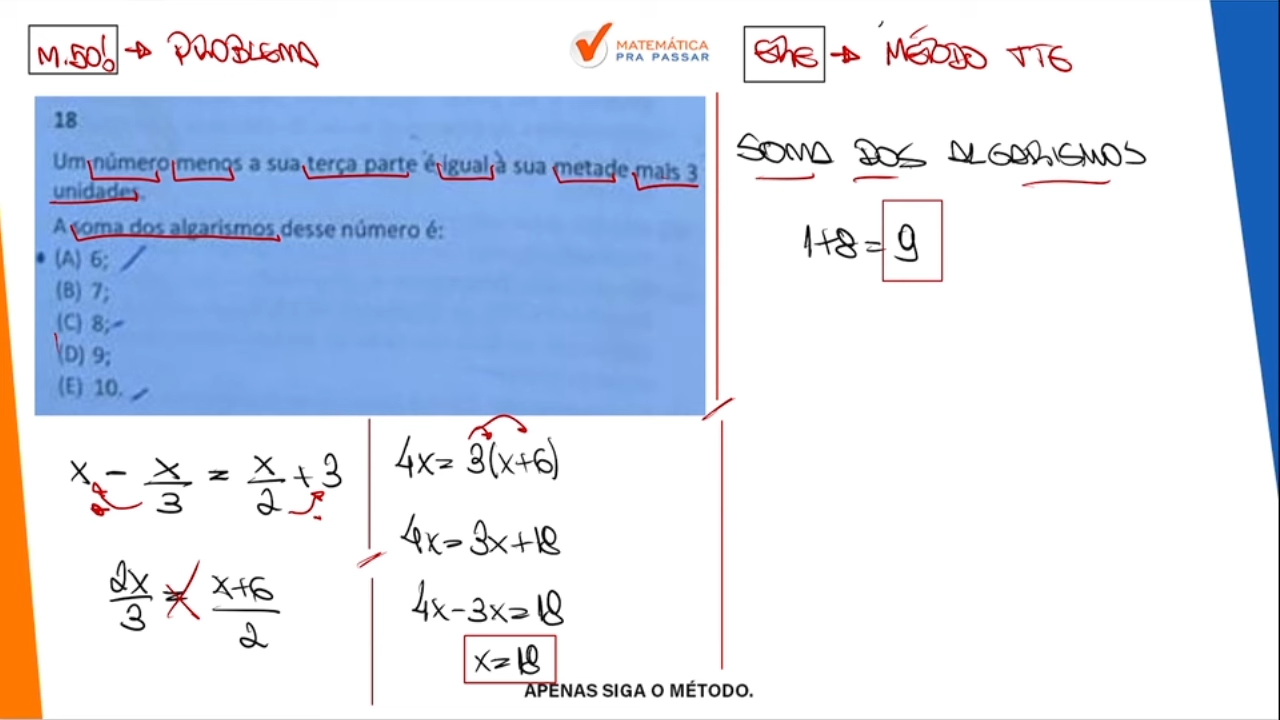 M.50! → PROBLEMA
MATEMÁTICA
PRA PASSAR
→ MÉTODO TTE
18
Um número menos a sua terça parte é igual à sua metade mais 3
unidades.
A soma dos algarismos desse número é:
(A) 6;
(B) 7;
(C) 8;
(D) 9;
(E) 10.
x - x/3 = x/2 + 3
2x/3 = x+6/2
4x = 3(x+6)
4x = 3x+18
4x-3x = 18
x = 18
SOMA DOS ALGARISMOS
1+8 = 9
APENAS SIGA O MÉTODO.